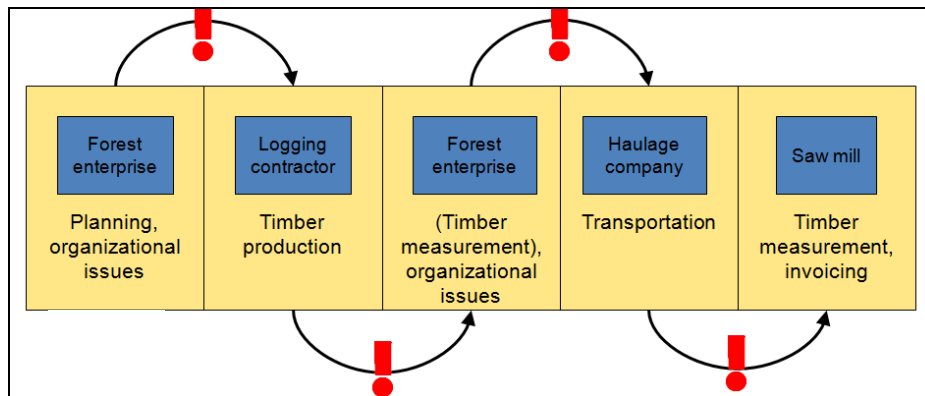 Forest
enterprise
Planning,
organizational
issues
Logging
contractor
Timber
production
Forest
enterprise
(Timber
measurement),
organizational
issues
Haulage
company
Transportation
Saw mill
Timber
measurement,
invoicing
!
!
!
!